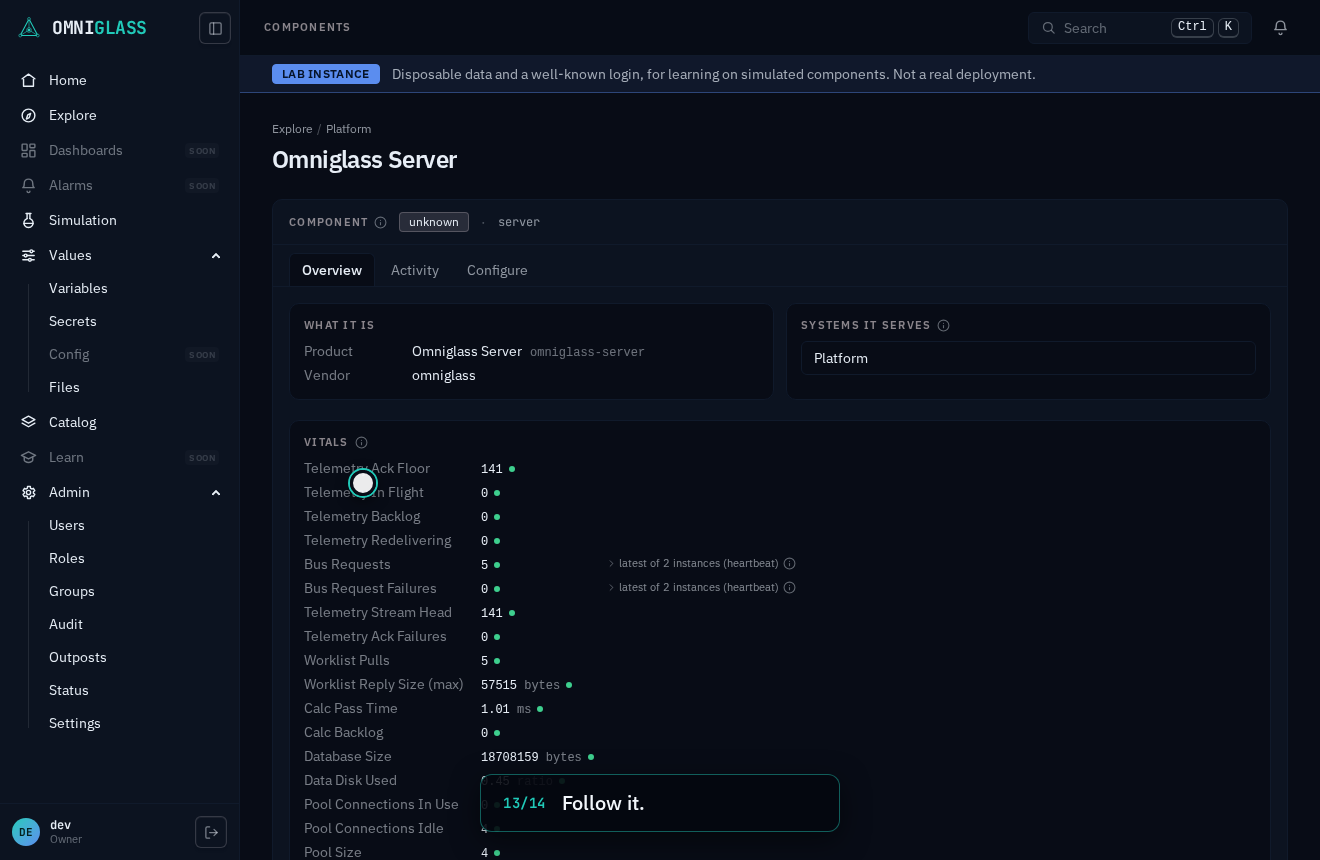 OMNIGLASS
COMPONENTS
Search
Ctrl K
LAB INSTANCE Disposable data and a well-known login, for learning on simulated components. Not a real deployment.
Home
Explore
Dashboards SOON
Alarms SOON
Simulation
Values
Variables
Secrets
Config SOON
Files
Catalog
Learn SOON
Admin
Users
Roles
Groups
Audit
Outposts
Status
Settings
DE dev
Owner
Explore / Platform
Omniglass Server
COMPONENT unknown · server
Overview Activity Configure
WHAT IT IS
Product Omniglass Server omniglass-server
Vendor omniglass
SYSTEMS IT SERVES
Platform
VITALS
Telemetry Ack Floor 141
Telemetry In Flight 0
Telemetry Backlog 0
Telemetry Redelivering 0
Bus Requests 5 latest of 2 instances (heartbeat)
Bus Request Failures 0 latest of 2 instances (heartbeat)
Telemetry Stream Head 141
Telemetry Ack Failures 0
Worklist Pulls 5
Worklist Reply Size (max) 57515 bytes
Calc Pass Time 1.01 ms
Calc Backlog 0
Database Size 18708159 bytes
Data Disk Used 0.45 ratio
Pool Connections In Use 0
Pool Connections Idle 4
Pool Size 4
13/14 Follow it.